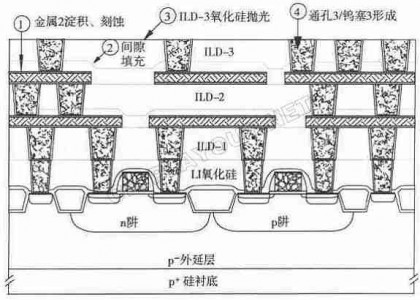 ① 金属2淀积、刻蚀
② 间隙
填充
③ ILD-3氧化硅抛光
④ 通孔3/钨塞3形成
ILD-3
ILD-2
ILD-1
LI氧化硅
n阱
p阱
p⁻外延层
p⁺硅衬底